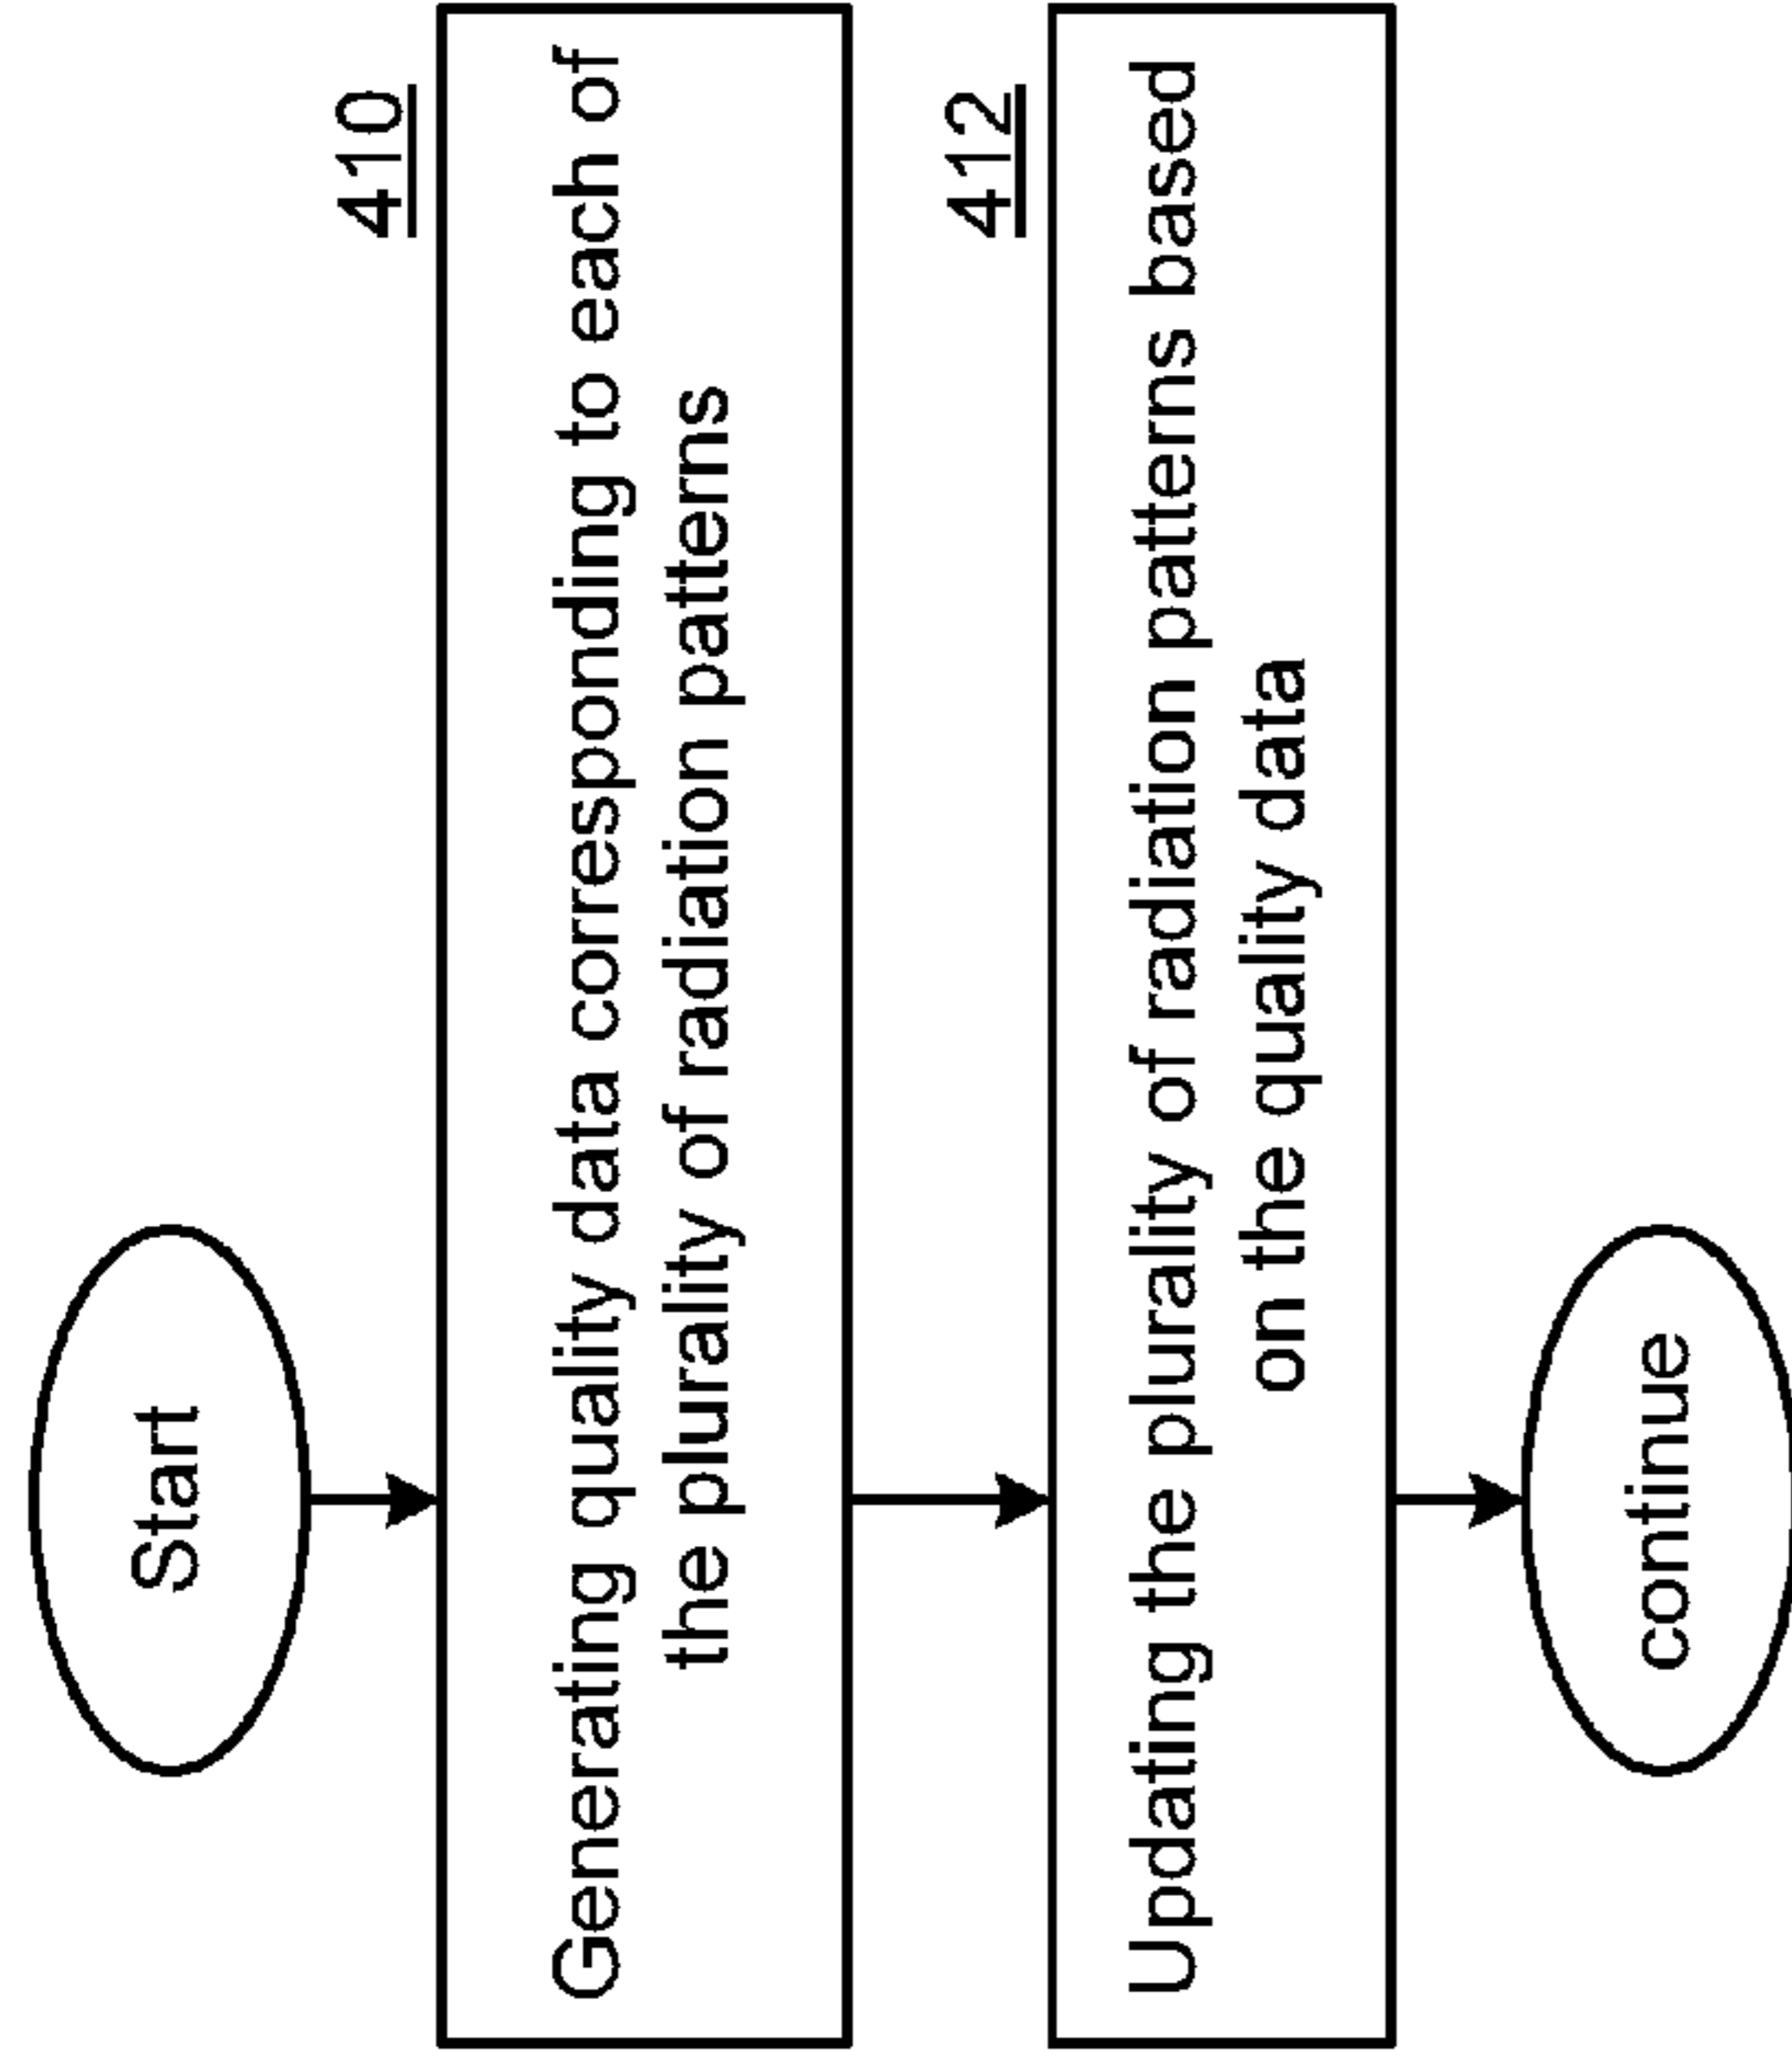 Start
410
Generating quality data corresponding to each of
the plurality of radiation patterns
412
Updating the plurality of radiation patterns based
on the quality data
continue